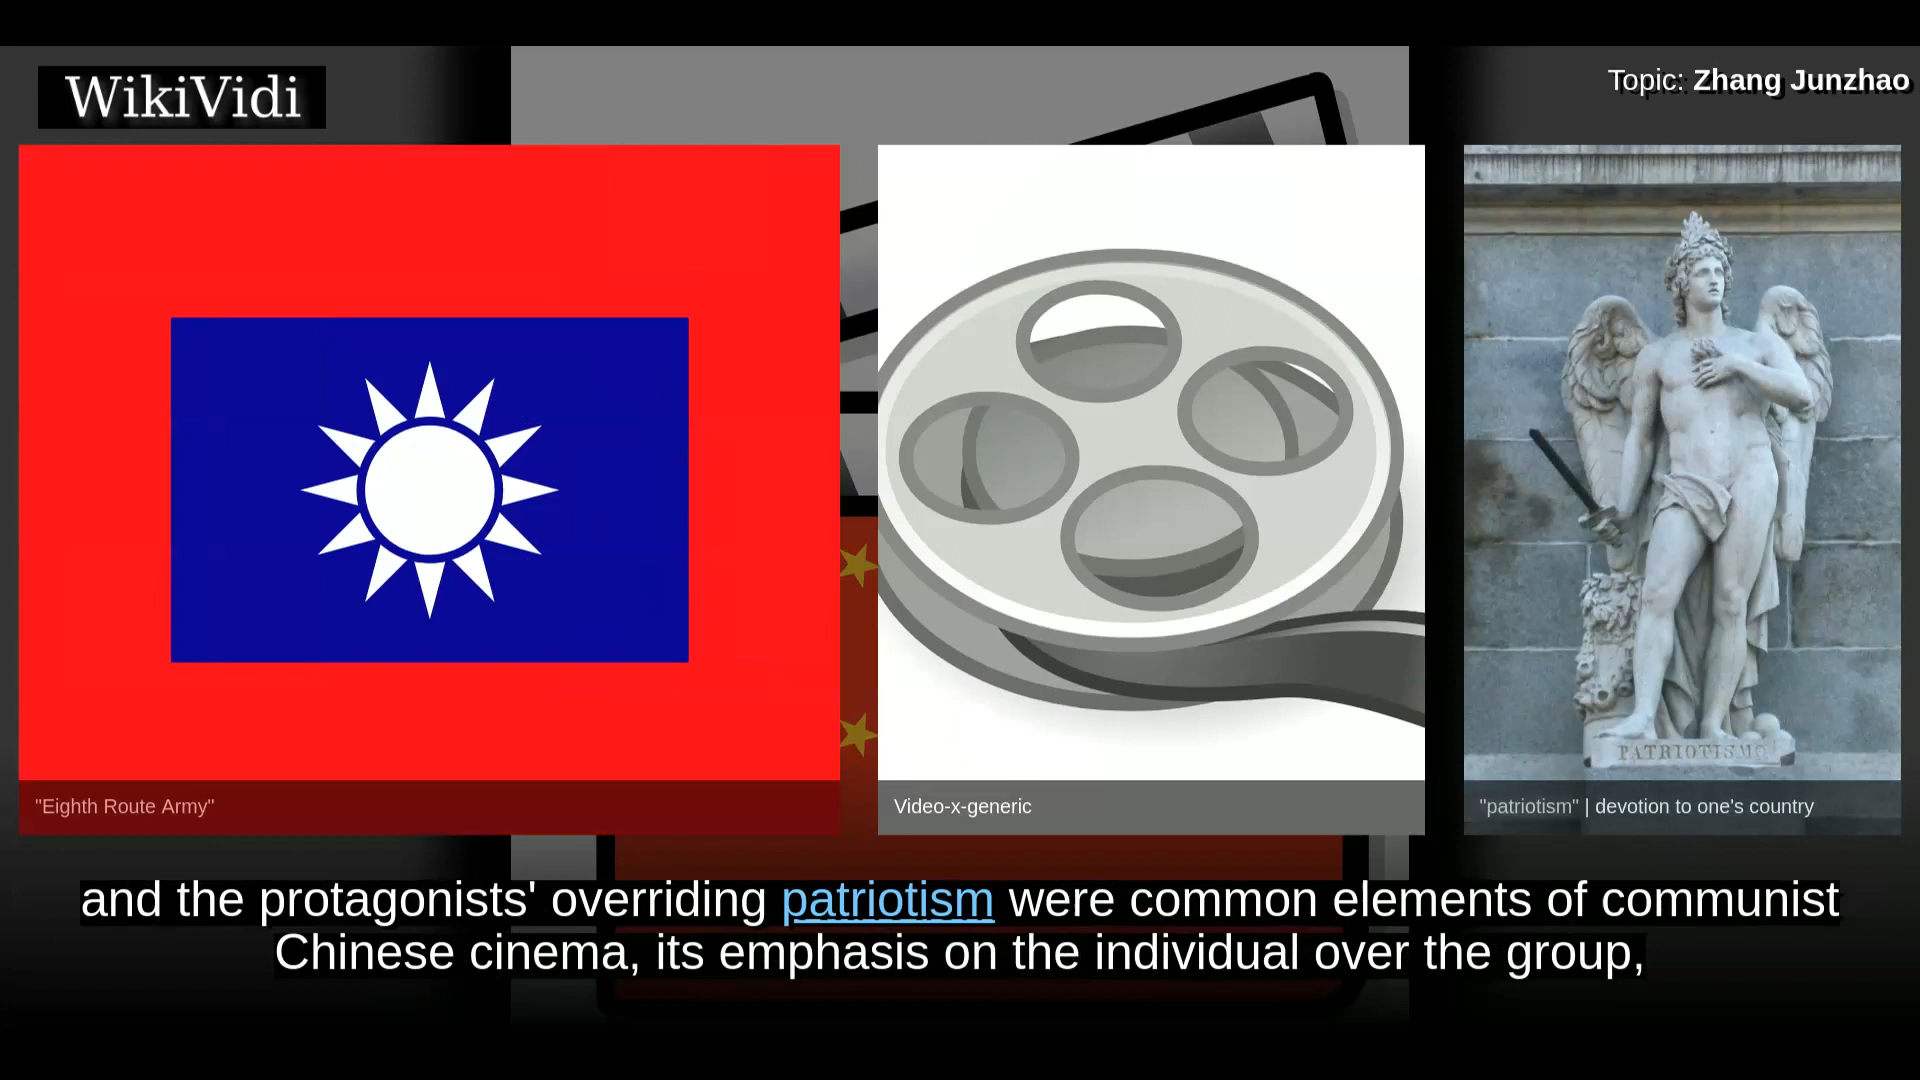 WikiVidi
Topic: Zhang Junzhao
PATRIOTISMO
"Eighth Route Army"
Video-x-generic
"patriotism" | devotion to one's country
and the protagonists' overriding patriotism were common elements of communist
Chinese cinema, its emphasis on the individual over the group,